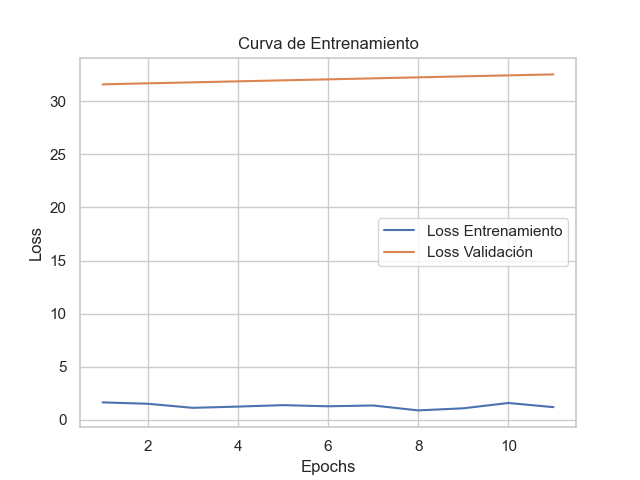 Curva de Entrenamiento
30
25
20
15
10
5
0
Loss
Loss Entrenamiento
Loss Validación
2 4 6 8 10
Epochs